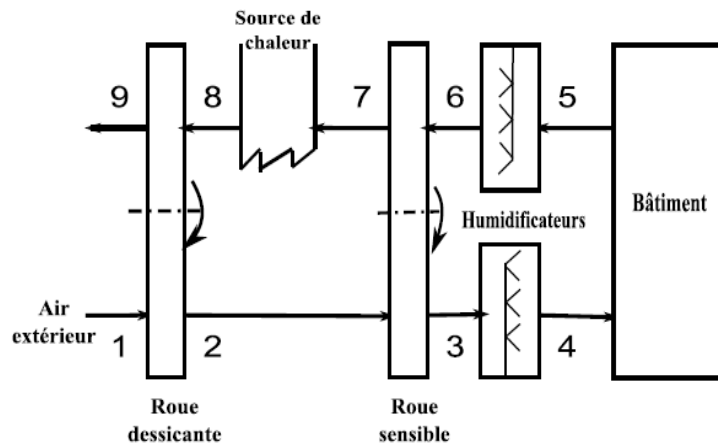 Source de
chaleur
9
8
7
6
5
Humidificateurs
Bâtiment
Air
extérieur
1
2
3
4
Roue
dessicante
Roue
sensible